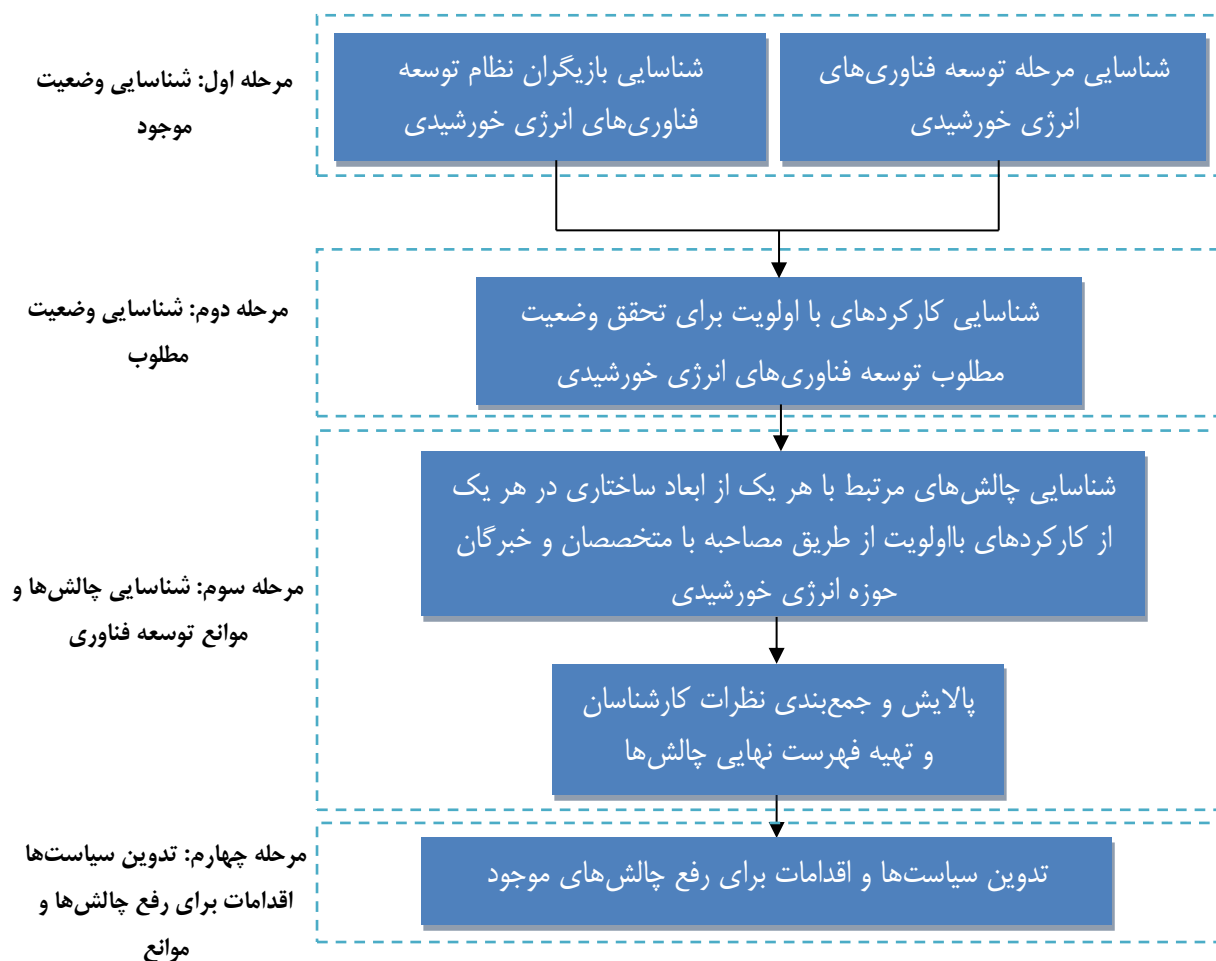 مرحله اول: شناسایی وضعیت
موجود
شناسایی مرحله توسعه فناوری‌های
انرژی خورشیدی
شناسایی بازیگران نظام توسعه
فناوری‌های انرژی خورشیدی
مرحله دوم: شناسایی وضعیت
مطلوب
شناسایی کارکردهای با اولویت برای تحقق وضعیت
مطلوب توسعه فناوری‌های انرژی خورشیدی
مرحله سوم: شناسایی چالش‌ها و
موانع توسعه فناوری
شناسایی چالش‌های مرتبط با هر یک از ابعاد ساختاری در هر یک
از کارکردهای بااولویت از طریق مصاحبه با متخصصان و خبرگان
حوزه انرژی خورشیدی
پالایش و جمع‌بندی نظرات کارشناسان
و تهیه فهرست نهایی چالش‌ها
مرحله چهارم: تدوین سیاست‌ها
اقدامات برای رفع چالش‌ها و
موانع
تدوین سیاست‌ها و اقدامات برای رفع چالش‌های موجود